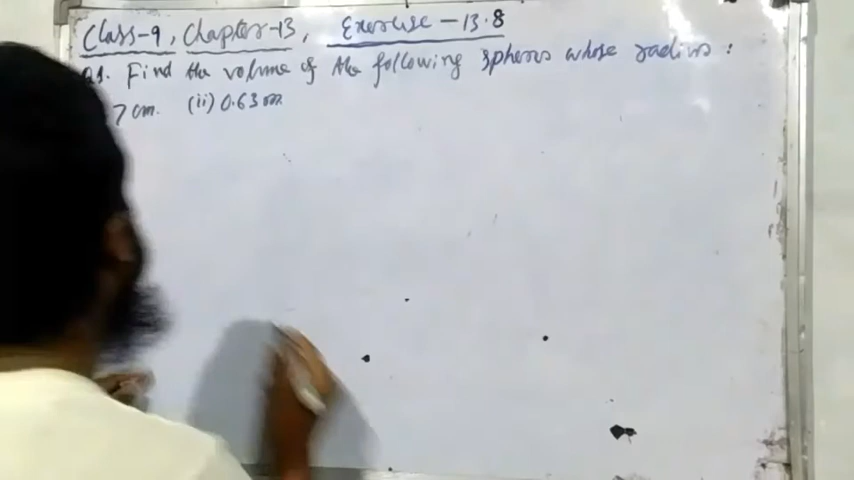 Class-9, Chapter-13, Exercise-13.8
Q1. Find the volume of the following spheres whose radius :
7 cm. (ii) 0.63 m